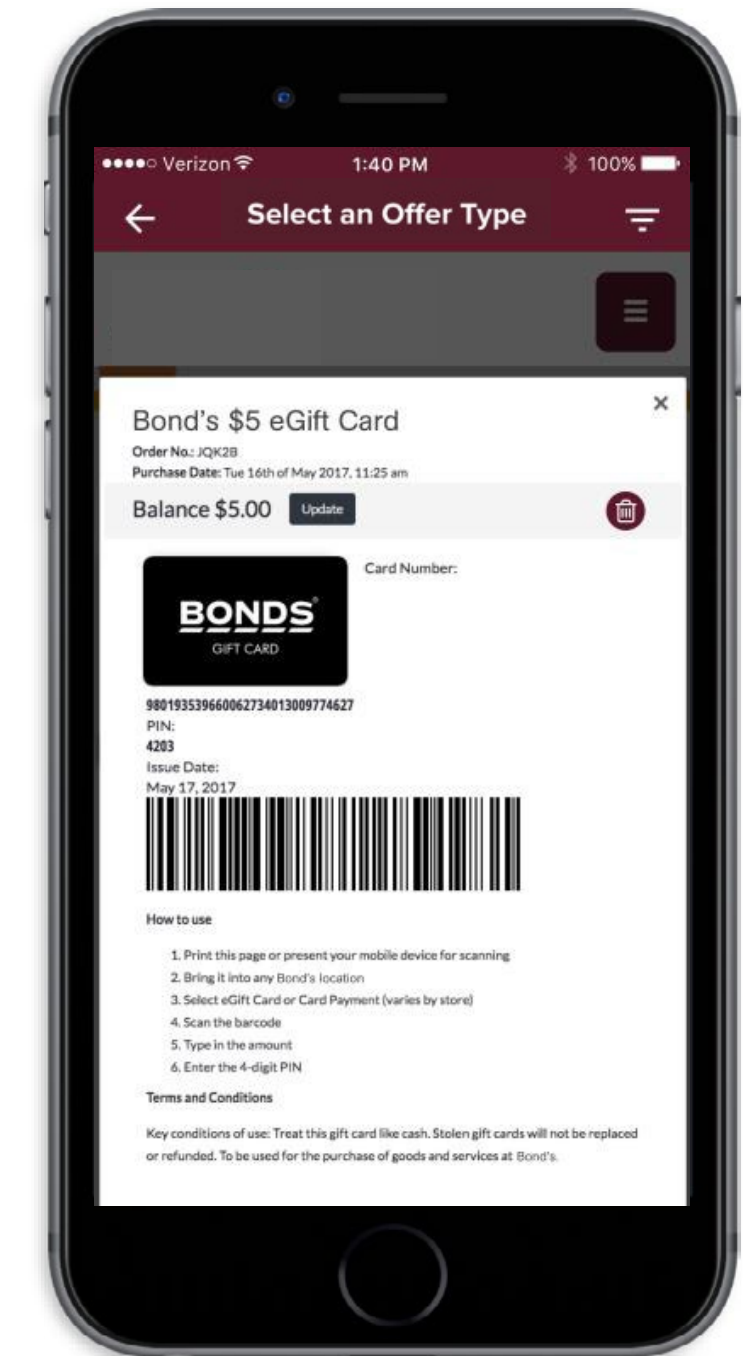 Verizon 1:40 PM 100%
Select an Offer Type
Bond's $5 eGift Card
Order No.: JQK2B
Purchase Date: Tue 16th of May 2017, 11:25 am
Balance $5.00 Update
Card Number:
BONDS
GIFT CARD
980193539660062734013009774627
PIN:
4203
Issue Date:
May 17, 2017
How to use
1. Print this page or present your mobile device for scanning
2. Bring it into any Bond's location
3. Select eGift Card or Card Payment (varies by store)
4. Scan the barcode
5. Type in the amount
6. Enter the 4-digit PIN
Terms and Conditions
Key conditions of use: Treat this gift card like cash. Stolen gift cards will not be replaced
or refunded. To be used for the purchase of goods and services at Bond's.